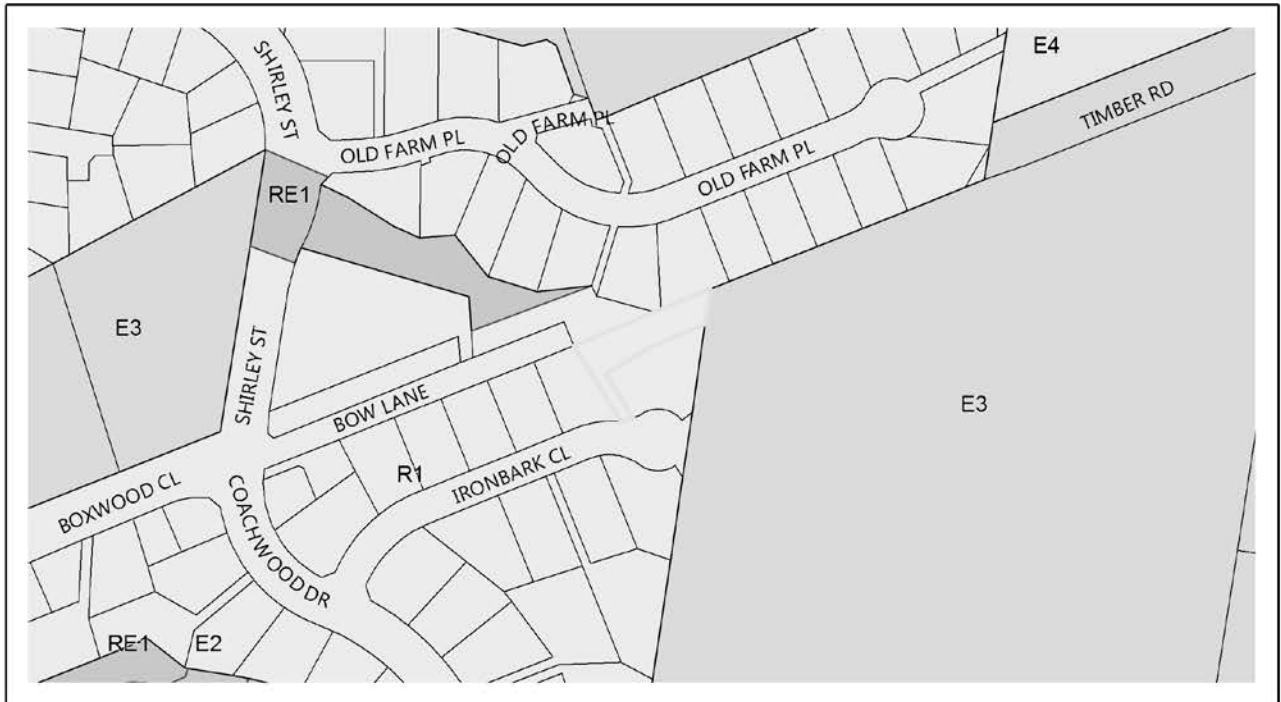 SHIRLEY ST
E4
TIMBER RD
OLD FARM PL
OLD FARM PL
OLD FARM PL
RE1
E3
SHIRLEY ST
BOW LANE
E3
R1
IRONBARK CL
BOXWOOD CL
COACHWOOD DR
RE1
E2